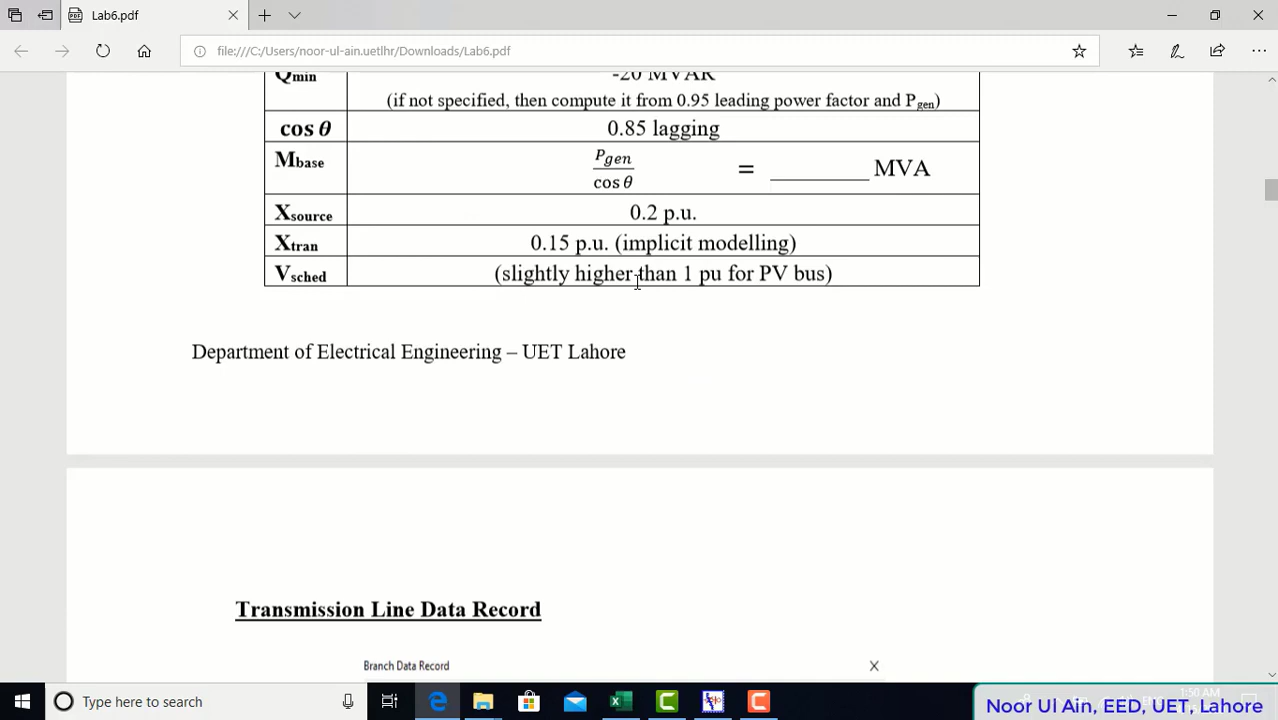 Lab6.pdf
file:///C:/Users/noor-ul-ain.uetlhr/Downloads/Lab6.pdf
Qmin
-20 MVAR
(if not specified, then compute it from 0.95 leading power factor and Pgen)
cos θ
0.85 lagging
Mbase
Pgen
cos θ
= ________ MVA
Xsource
0.2 p.u.
Xtran
0.15 p.u. (implicit modelling)
Vsched
(slightly higher than 1 pu for PV bus)
Department of Electrical Engineering – UET Lahore
Transmission Line Data Record
Branch Data Record
X
Type here to search
1:50 AM
Noor Ul Ain, EED, UET, Lahore